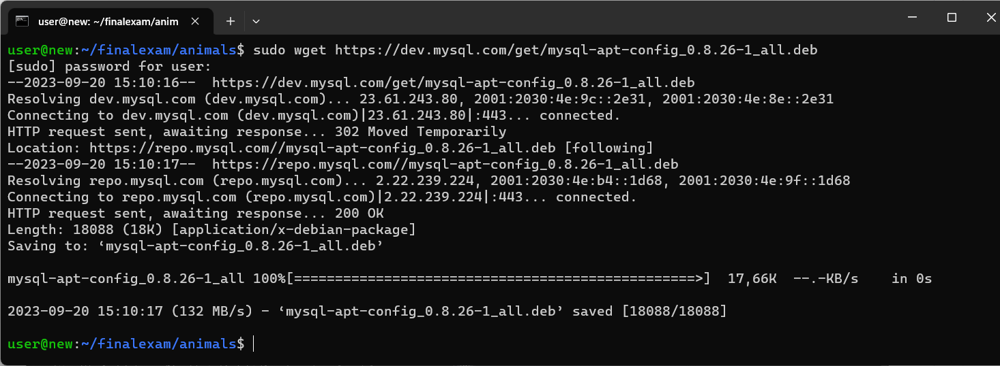 user@new: ~/finalexam/anim
user@new:~/finalexam/animals$ sudo wget https://dev.mysql.com/get/mysql-apt-config_0.8.26-1_all.deb
[sudo] password for user:
--2023-09-20 15:10:16--  https://dev.mysql.com/get/mysql-apt-config_0.8.26-1_all.deb
Resolving dev.mysql.com (dev.mysql.com)... 23.61.243.80, 2001:2030:4e:9c::2e31, 2001:2030:4e:8e::2e31
Connecting to dev.mysql.com (dev.mysql.com)|23.61.243.80|:443... connected.
HTTP request sent, awaiting response... 302 Moved Temporarily
Location: https://repo.mysql.com//mysql-apt-config_0.8.26-1_all.deb [following]
--2023-09-20 15:10:17--  https://repo.mysql.com//mysql-apt-config_0.8.26-1_all.deb
Resolving repo.mysql.com (repo.mysql.com)... 2.22.239.224, 2001:2030:4e:b4::1d68, 2001:2030:4e:9f::1d68
Connecting to repo.mysql.com (repo.mysql.com)|2.22.239.224|:443... connected.
HTTP request sent, awaiting response... 200 OK
Length: 18088 (18K) [application/x-debian-package]
Saving to: ‘mysql-apt-config_0.8.26-1_all.deb’
mysql-apt-config_0.8.26-1_all 100%[=================================================>]  17,66K  --.-KB/s    in 0s
2023-09-20 15:10:17 (132 MB/s) - ‘mysql-apt-config_0.8.26-1_all.deb’ saved [18088/18088]
user@new:~/finalexam/animals$